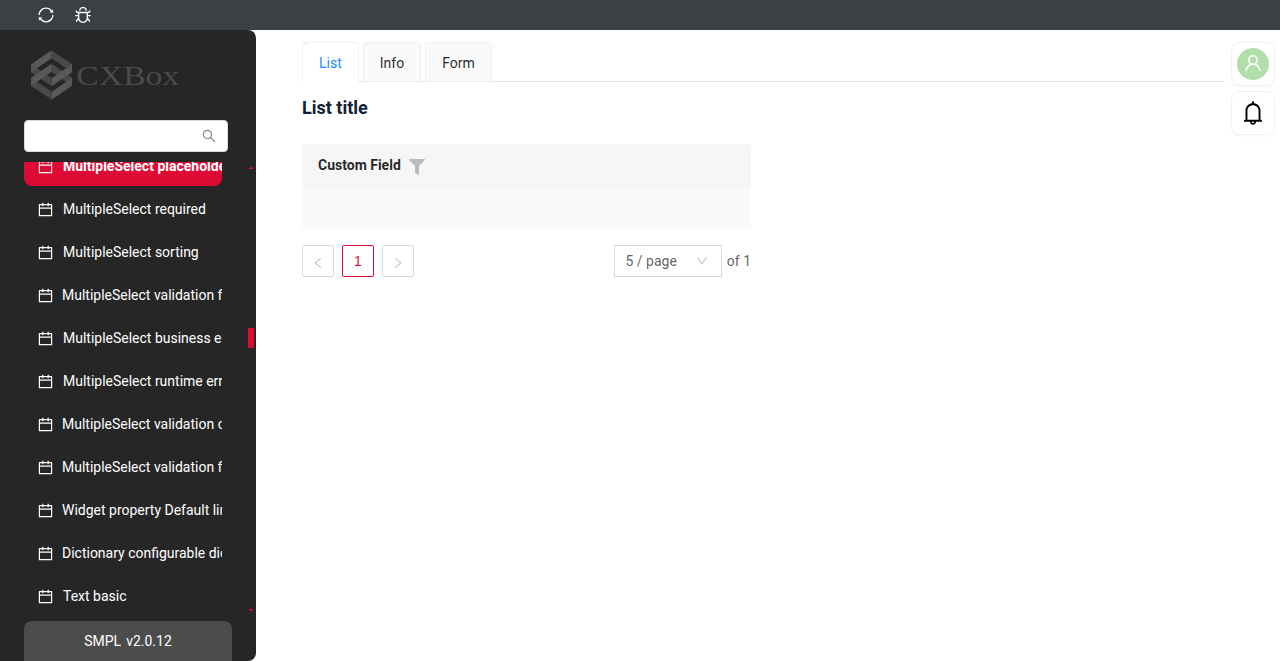 CXBox
MultipleSelect placeholde
MultipleSelect required
MultipleSelect sorting
MultipleSelect validation f
MultipleSelect business e
MultipleSelect runtime err
MultipleSelect validation c
MultipleSelect validation f
Widget property Default lin
Dictionary configurable dic
Text basic
SMPL v2.0.12
List Info Form
List title
Custom Field
< 1 > 5 / page of 1